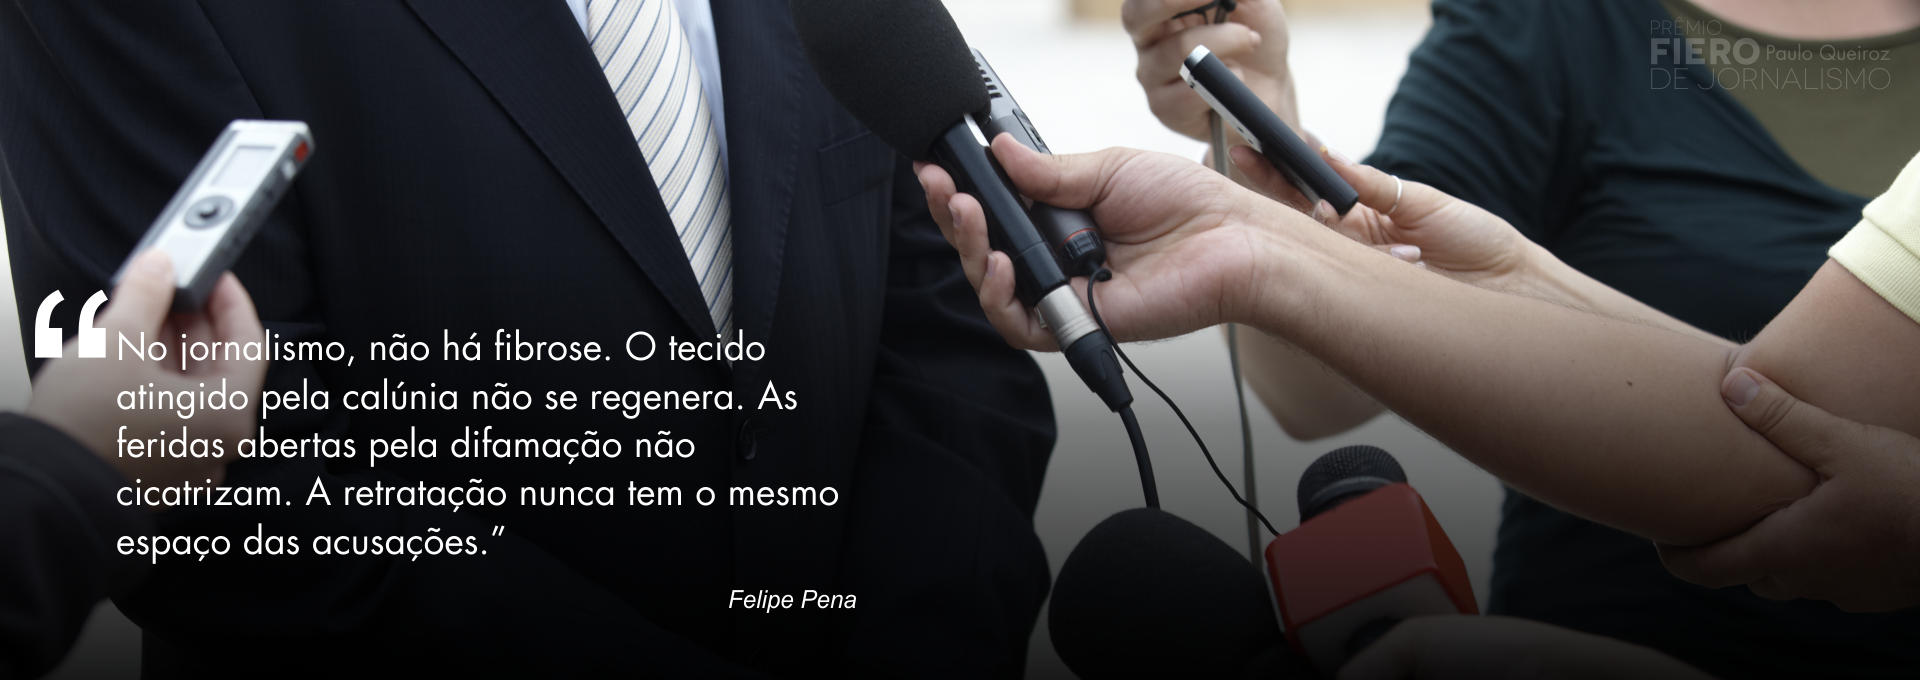 PRÊMIO
FIERO Paulo Queiroz
DE JORNALISMO
“No jornalismo, não há fibrose. O tecido
atingido pela calúnia não se regenera. As
feridas abertas pela difamação não
cicatrizam. A retratação nunca tem o mesmo
espaço das acusações.”
Felipe Pena